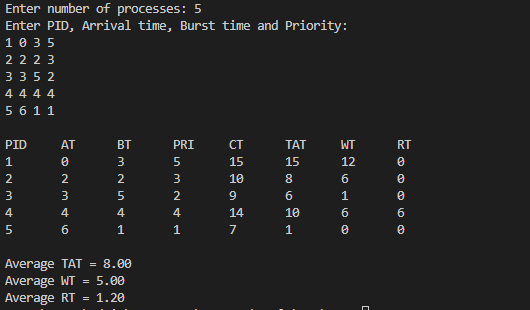 Enter number of processes: 5
Enter PID, Arrival time, Burst time and Priority:
1 0 3 5
2 2 2 3
3 3 5 2
4 4 4 4
5 6 1 1
PID AT BT PRI CT TAT WT RT
1 0 3 5 15 15 12 0
2 2 2 3 10 8 6 0
3 3 5 2 9 6 1 0
4 4 4 4 14 10 6 6
5 6 1 1 7 1 0 0
Average TAT = 8.00
Average WT = 5.00
Average RT = 1.20